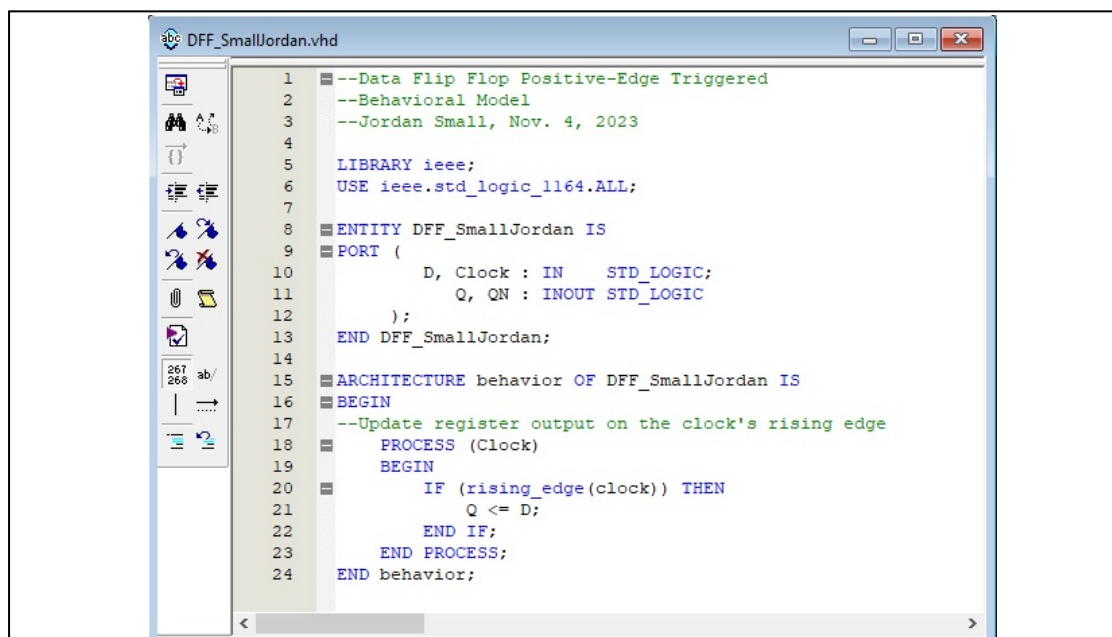 DFF_SmallJordan.vhd
1 --Data Flip Flop Positive-Edge Triggered
2 --Behavioral Model
3 --Jordan Small, Nov. 4, 2023
4
5 LIBRARY ieee;
6 USE ieee.std_logic_1164.ALL;
7
8 ENTITY DFF_SmallJordan IS
9 PORT (
10 D, Clock : IN    STD_LOGIC;
11 Q, QN : INOUT STD_LOGIC
12 );
13 END DFF_SmallJordan;
14
15 ARCHITECTURE behavior OF DFF_SmallJordan IS
16 BEGIN
17 --Update register output on the clock's rising edge
18 PROCESS (Clock)
19 BEGIN
20 IF (rising_edge(clock)) THEN
21 Q <= D;
22 END IF;
23 END PROCESS;
24 END behavior;
abc
267
268 ab/